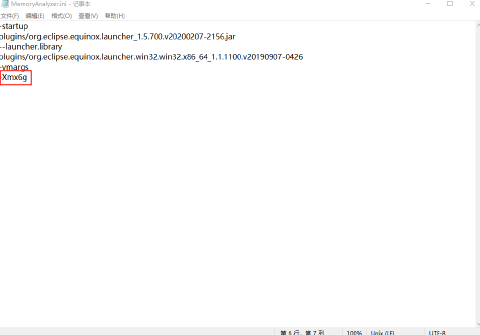 MemoryAnalyzer.ini - 记事本
文件(F) 编辑(E) 格式(O) 查看(V) 帮助(H)
-startup
plugins/org.eclipse.equinox.launcher_1.5.700.v20200207-2156.jar
--launcher.library
plugins/org.eclipse.equinox.launcher.win32.win32.x86_64_1.1.1100.v20190907-0426
-vmargs
-Xmx6g
第 6 行，第 7 列 100% Unix (LF) UTF-8